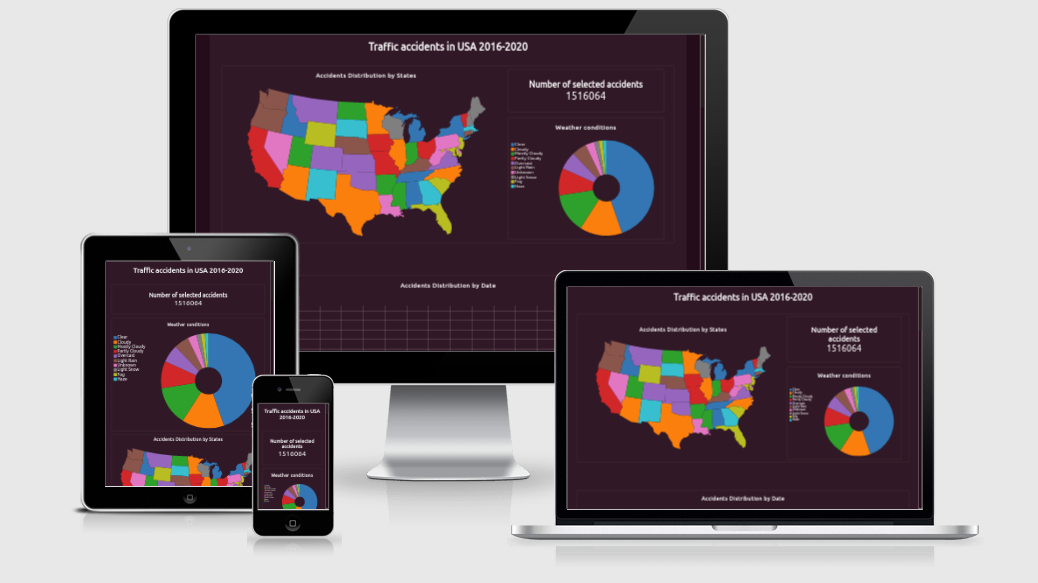 Traffic accidents in USA 2016-2020
Accidents Distribution by States
Number of selected accidents
1516064
Weather conditions
Clear
Cloudy
Mostly Cloudy
Partly Cloudy
Overcast
Light Rain
Unknown
Light Snow
Fog
Haze
Accidents Distribution by Date
Traffic accidents in USA 2016-2020
Number of selected accidents
1516064
Weather conditions
Clear
Cloudy
Mostly Cloudy
Partly Cloudy
Overcast
Light Rain
Unknown
Light Snow
Fog
Haze
Accidents Distribution by States
Traffic accidents in USA
2016-2020
Number of selected
accidents
1516064
Weather conditions
Traffic accidents in USA 2016-2020
Accidents Distribution by States
Number of selected
accidents
1516064
Weather conditions
Accidents Distribution by Date